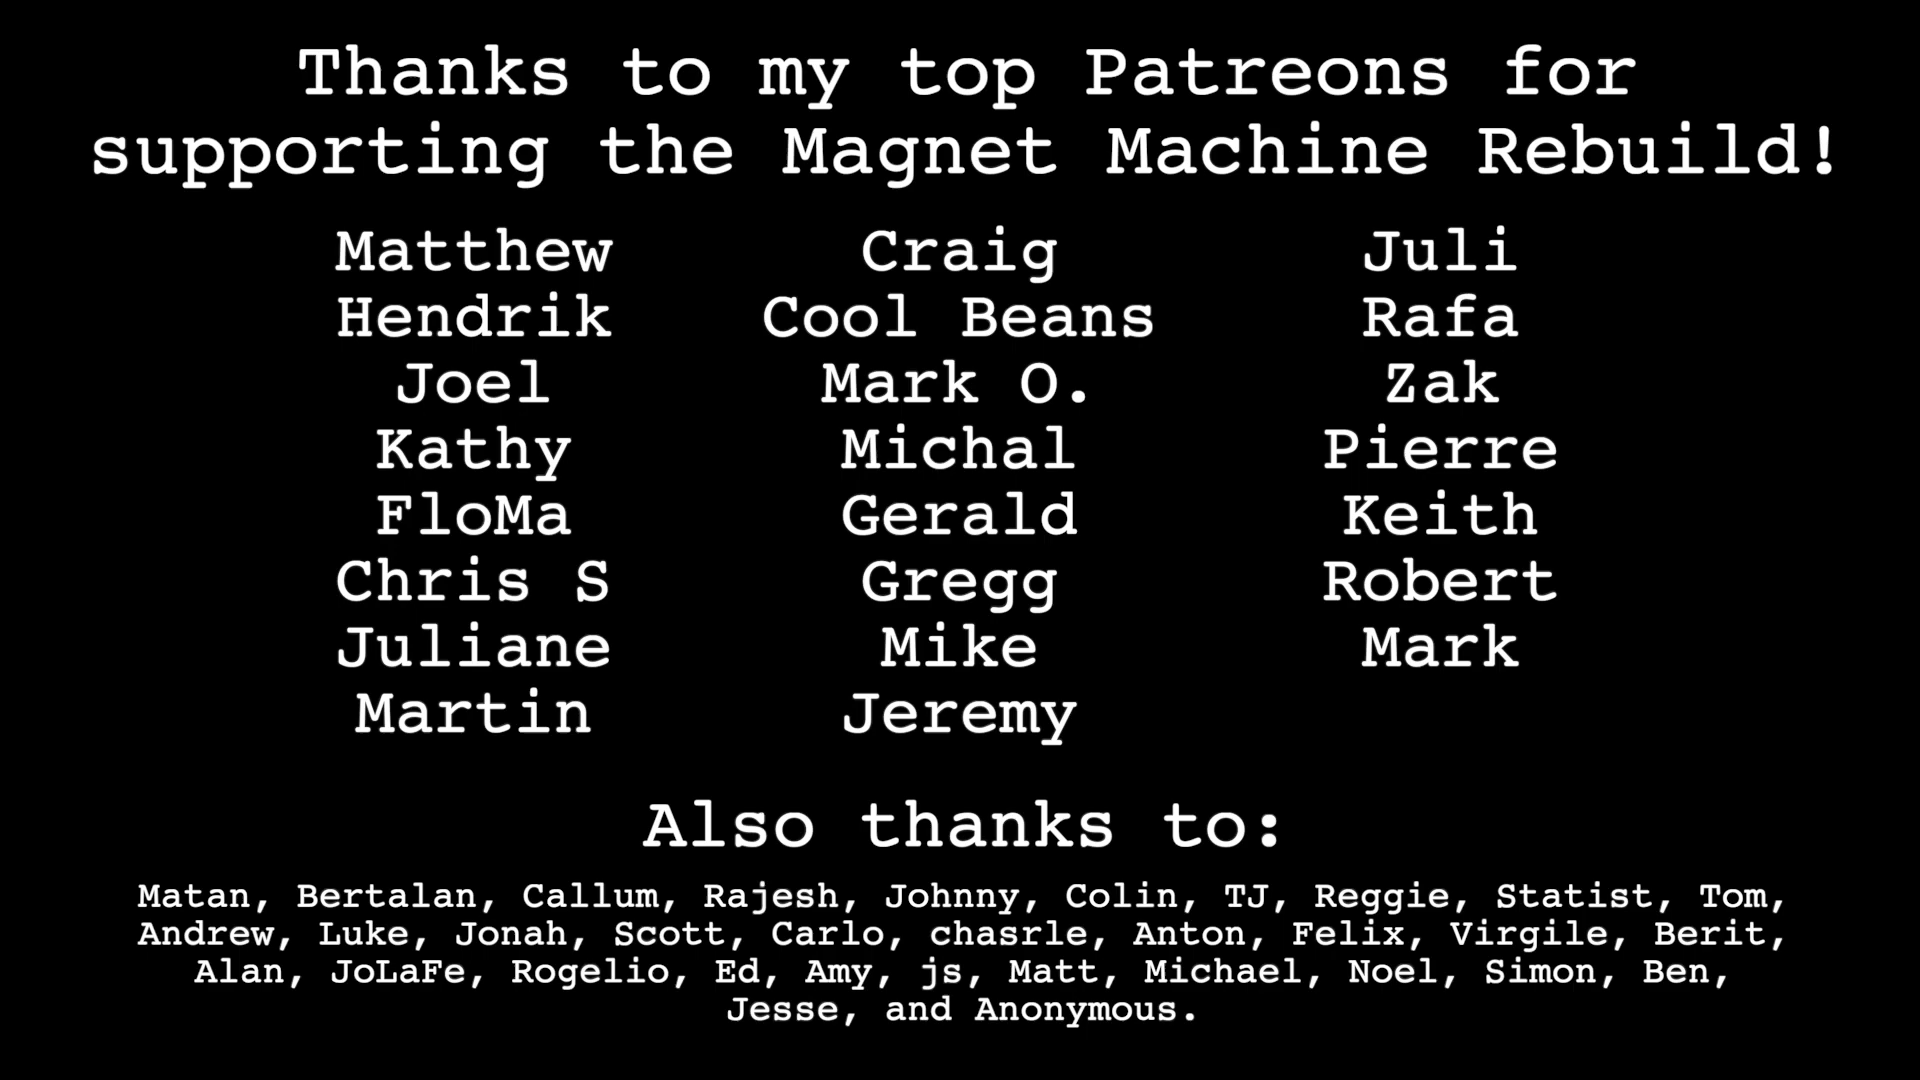 Thanks to my top Patreons for
supporting the Magnet Machine Rebuild!
Matthew
Hendrik
Joel
Kathy
FloMa
Chris S
Juliane
Martin
Craig
Cool Beans
Mark O.
Michal
Gerald
Gregg
Mike
Jeremy
Juli
Rafa
Zak
Pierre
Keith
Robert
Mark
Also thanks to:
Matan, Bertalan, Callum, Rajesh, Johnny, Colin, TJ, Reggie, Statist, Tom,
Andrew, Luke, Jonah, Scott, Carlo, chasrle, Anton, Felix, Virgile, Berit,
Alan, JoLaFe, Rogelio, Ed, Amy, js, Matt, Michael, Noel, Simon, Ben,
Jesse, and Anonymous.